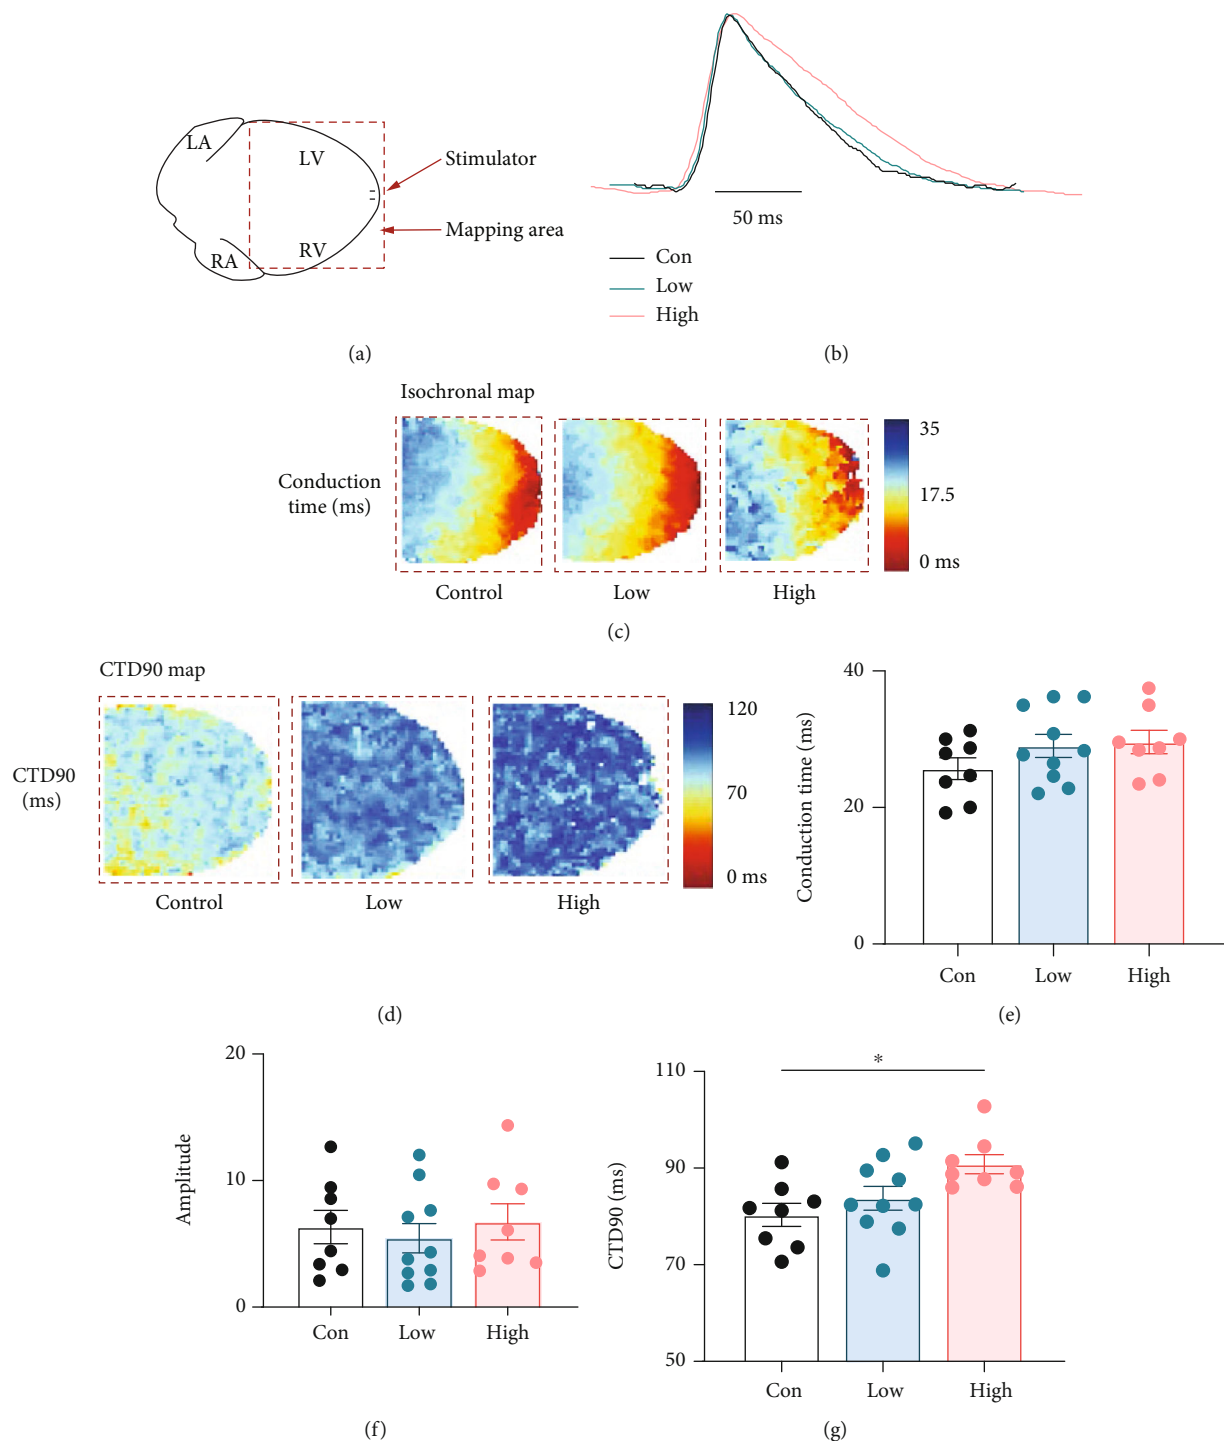 LA
LV
Stimulator
Mapping area
RA
RV
(a)
50 ms
Con
Low
High
(b)
Isochronal map
Conduction
time (ms)
35
17.5
0 ms
Control
Low
High
(c)
CTD90 map
CTD90
(ms)
120
70
0 ms
Control
Low
High
(d)
Conduction time (ms)
40
20
0
Con
Low
High
(e)
Amplitude
20
10
0
Con
Low
High
(f)
CTD90 (ms)
110
90
70
50
*
Con
Low
High
(g)